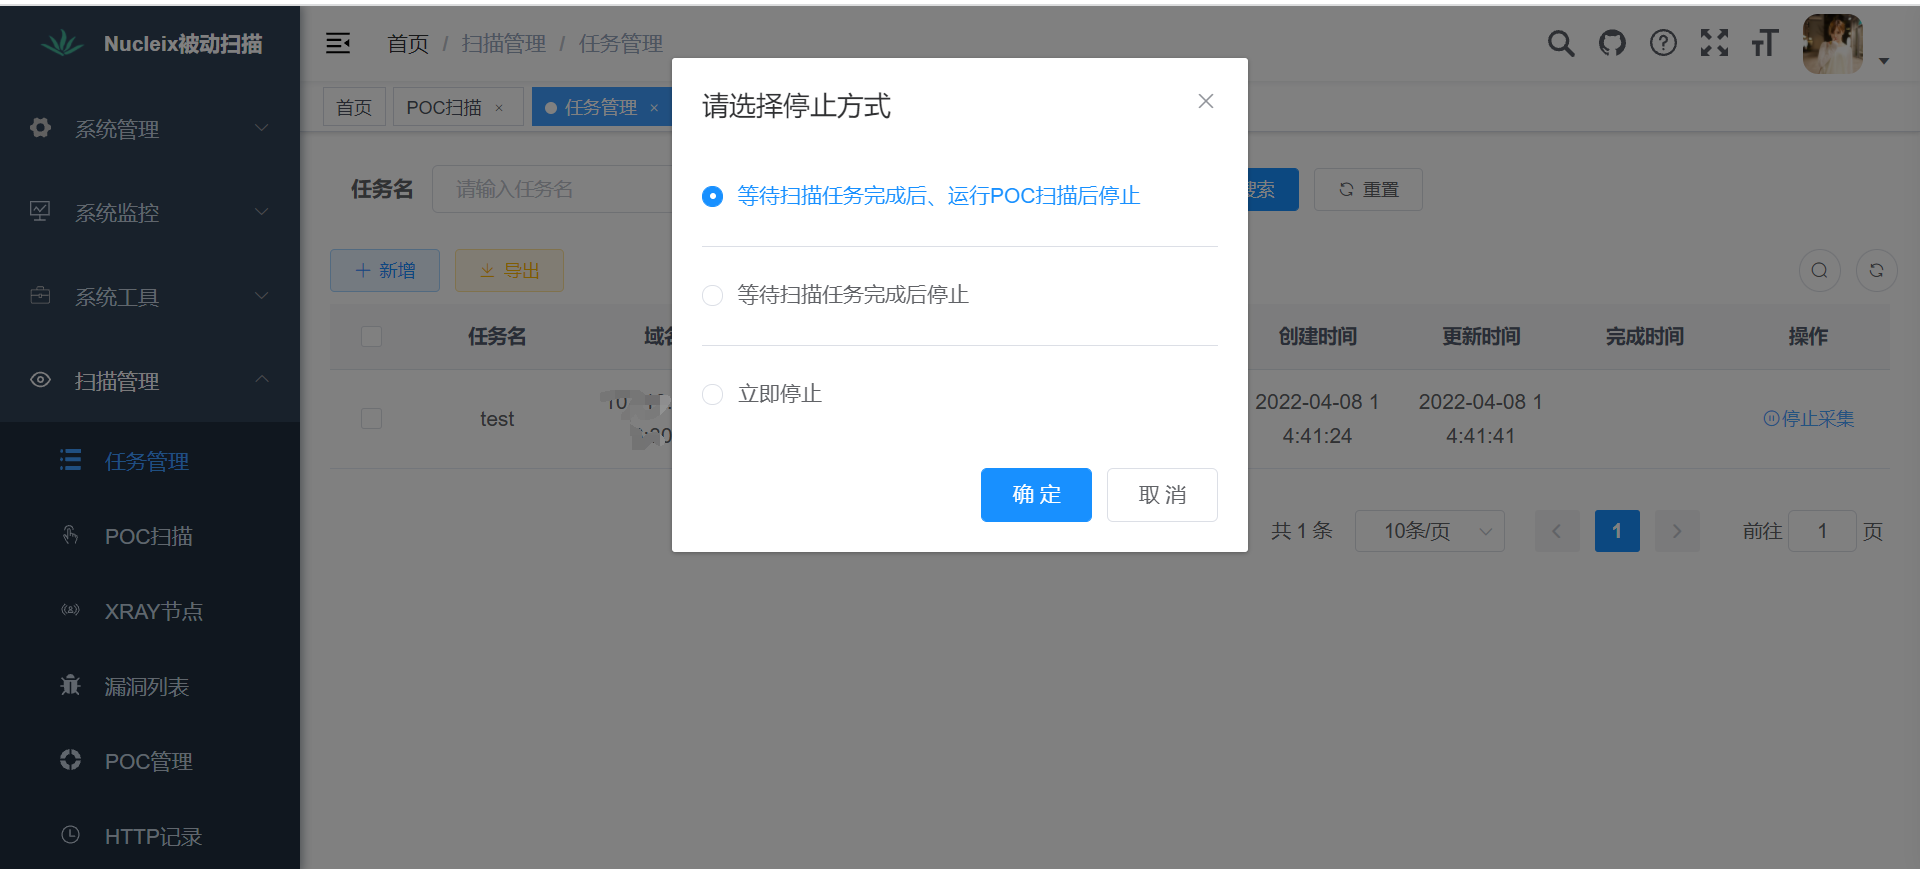 Nucleix被动扫描
首页 / 扫描管理 / 任务管理
首页
POC扫描 ×
任务管理 ×
系统管理
系统监控
系统工具
扫描管理
任务管理
POC扫描
XRAY节点
漏洞列表
POC管理
HTTP记录
任务名
请输入任务名
搜索
重置
新增
导出
任务名
创建时间
更新时间
完成时间
操作
test
2022-04-08 1
4:41:24
2022-04-08 1
4:41:41
停止采集
共 1 条
10条/页
1
前往 1 页
请选择停止方式
等待扫描任务完成后、运行POC扫描后停止
等待扫描任务完成后停止
立即停止
确 定
取 消